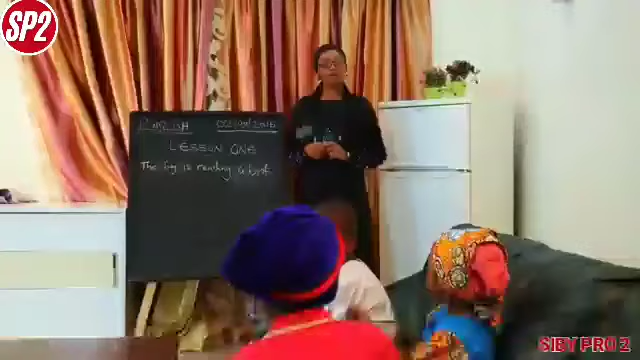 SP2
ENGLISH
LESSON ONE
The boy is reading
SIBY PRO 2